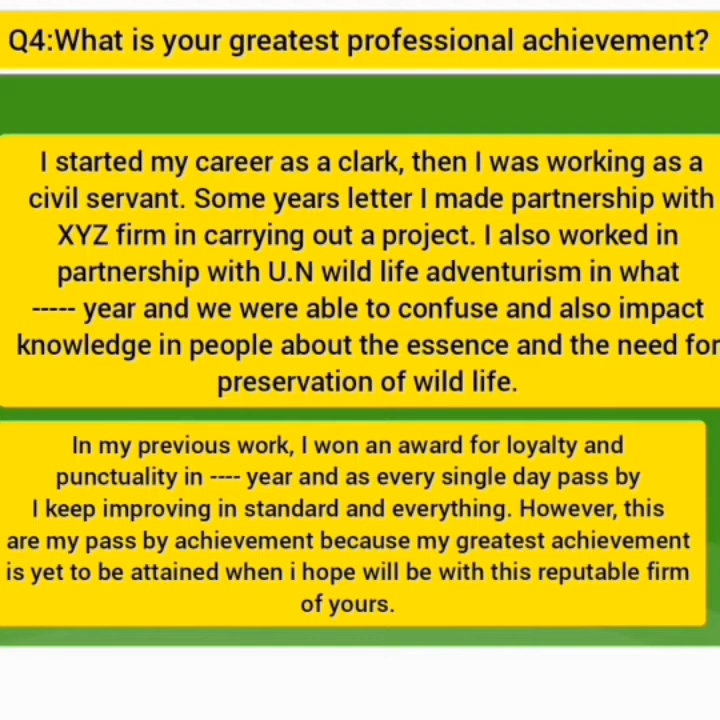 Q4:What is your greatest professional achievement?
I started my career as a clark, then I was working as a
civil servant. Some years letter I made partnership with
XYZ firm in carrying out a project. I also worked in
partnership with U.N wild life adventurism in what
----- year and we were able to confuse and also impact
knowledge in people about the essence and the need for
preservation of wild life.
In my previous work, I won an award for loyalty and
punctuality in ---- year and as every single day pass by
I keep improving in standard and everything. However, this
are my pass by achievement because my greatest achievement
is yet to be attained when i hope will be with this reputable firm
of yours.